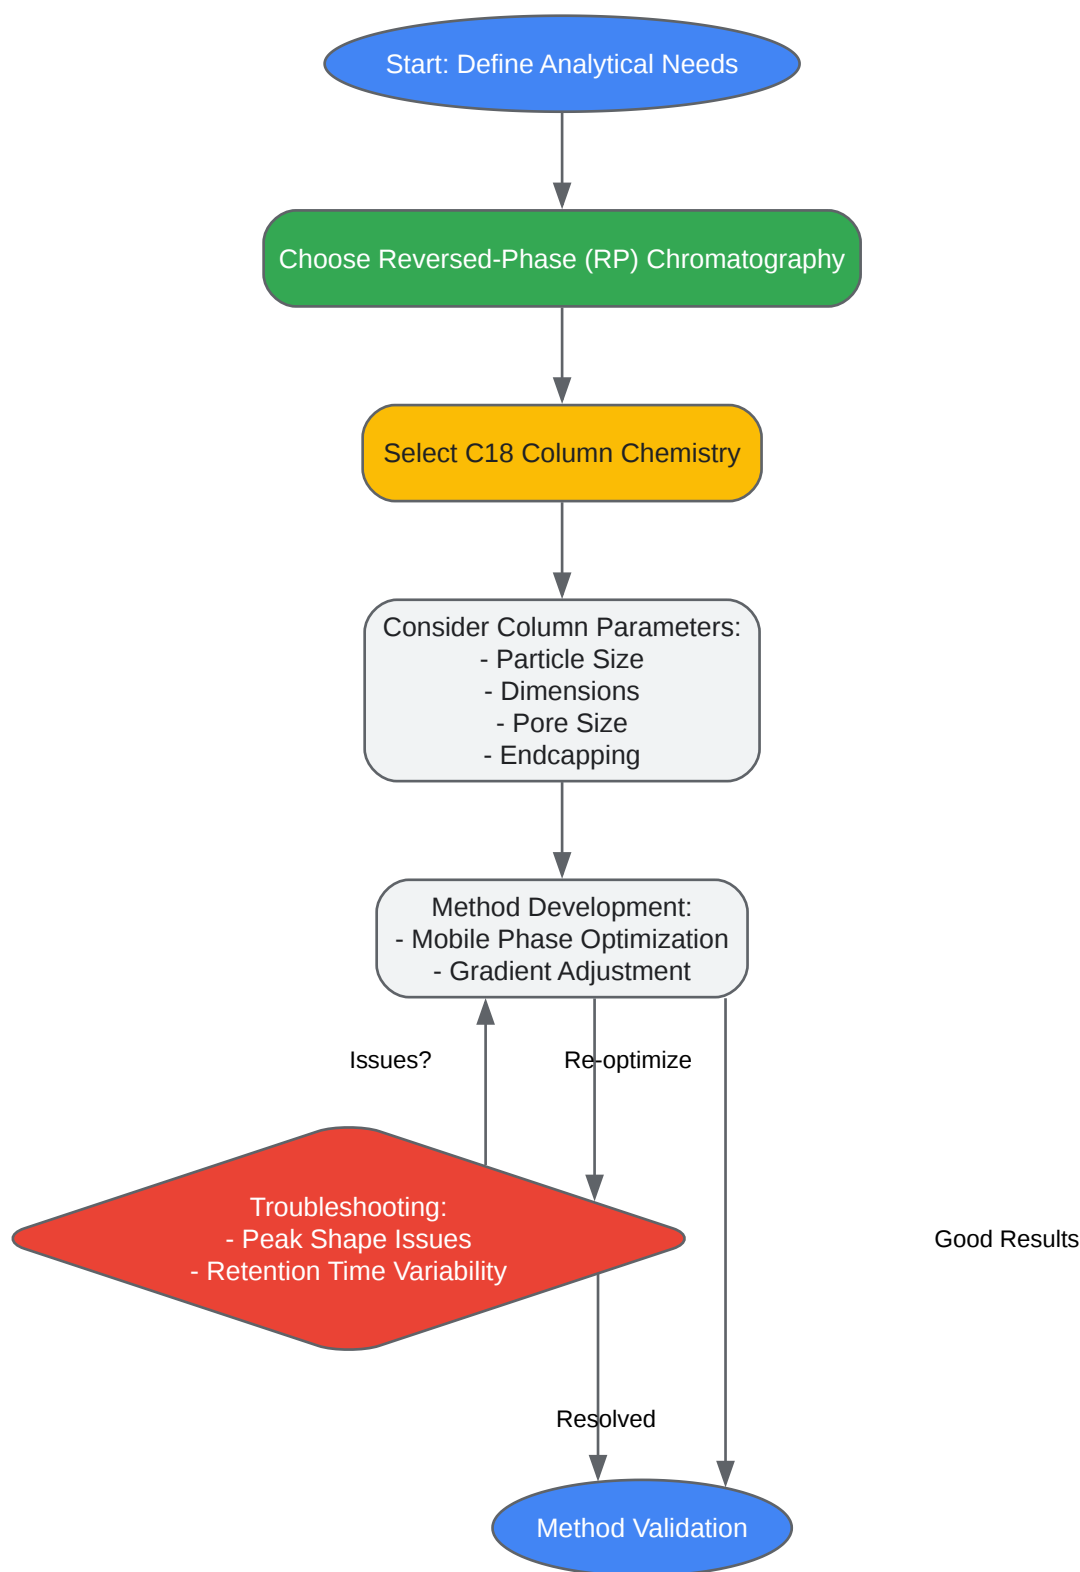 Start: Define Analytical Needs
Choose Reversed-Phase (RP) Chromatography
Select C18 Column Chemistry
Consider Column Parameters:
- Particle Size
- Dimensions
- Pore Size
- Endcapping
Method Development:
- Mobile Phase Optimization
- Gradient Adjustment
Issues?
Re-optimize
Troubleshooting:
- Peak Shape Issues
- Retention Time Variability
Good Results
Resolved
Method Validation